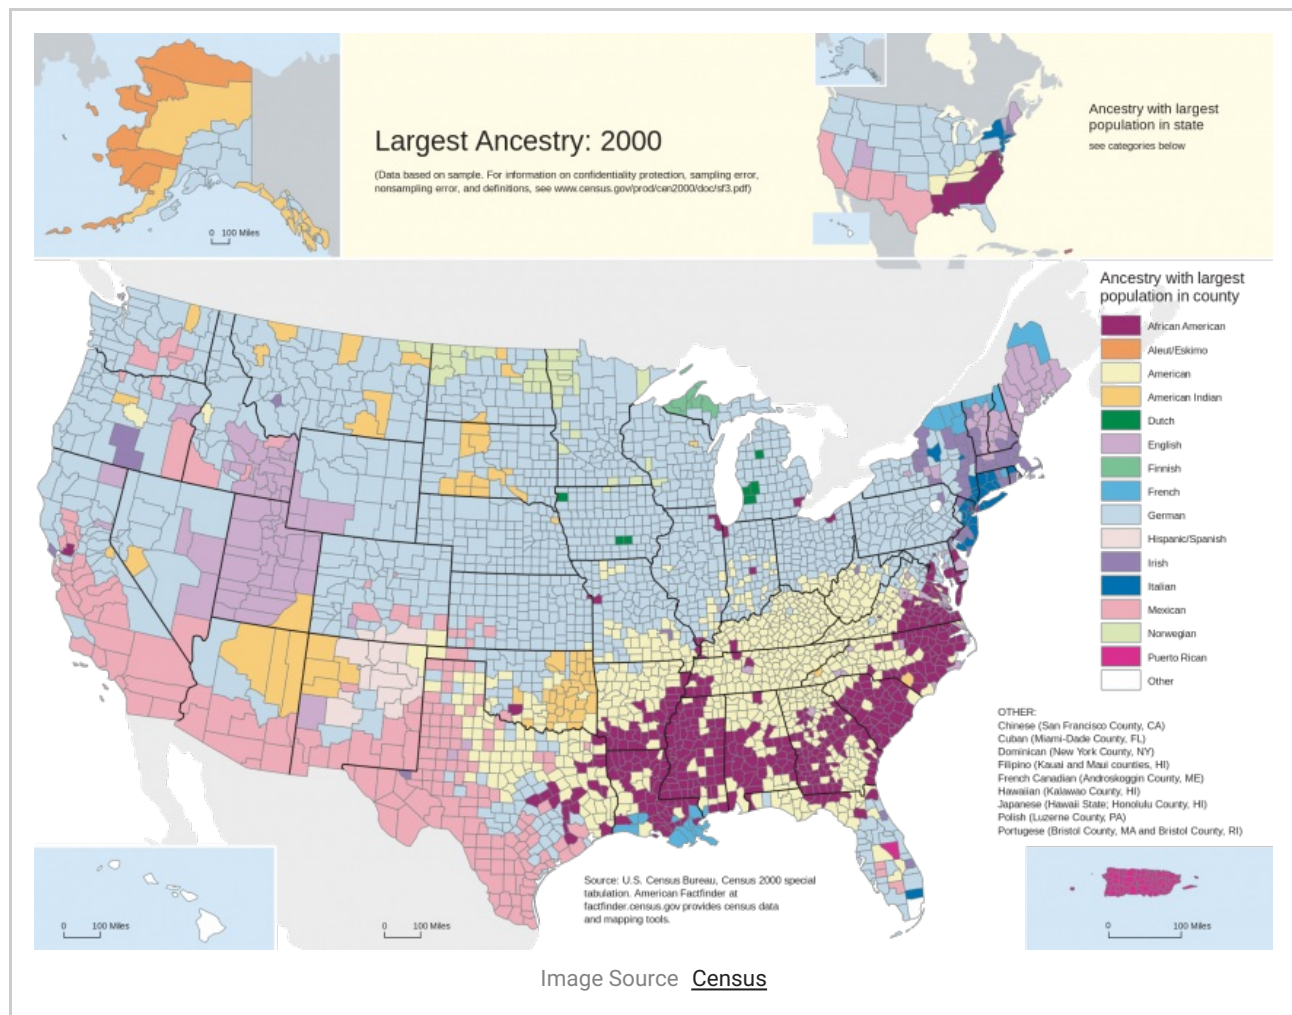 Largest Ancestry: 2000
(Data based on sample. For information on confidentiality protection, sampling error,
nonsampling error, and definitions, see www.census.gov/prod/cen2000/doc/sf3.pdf)
Ancestry with largest
population in state
see categories below
0 100 Miles
Ancestry with largest
population in county
African American
Aleut/Eskimo
American
American Indian
Dutch
English
Finnish
French
German
Hispanic/Spanish
Irish
Italian
Mexican
Norwegian
Puerto Rican
Other
OTHER:
Chinese (San Francisco County, CA)
Cuban (Miami-Dade County, FL)
Dominican (New York County, NY)
Filipino (Kauai and Maui counties, HI)
French Canadian (Androskoggin County, ME)
Hawaiian (Kalawao County, HI)
Japanese (Hawaii State; Honolulu County, HI)
Polish (Luzerne County, PA)
Portugese (Bristol County, MA and Bristol County, RI)
Source: U.S. Census Bureau, Census 2000 special
tabulation. American Factfinder at
factfinder.census.gov provides census data
and mapping tools.
0 100 Miles
0 100 Miles
0 100 Miles
Image Source Census